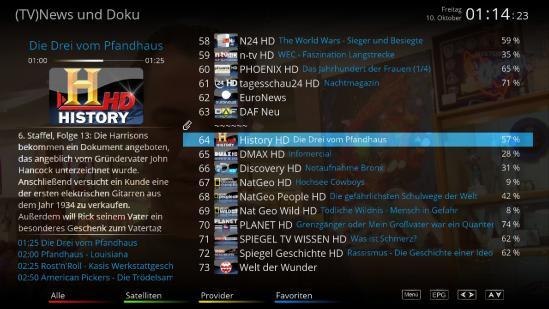 (TV)News und Doku
Freitag
10. Oktober
01:14:23
Die Drei vom Pfandhaus
01:00
01:25
H
HD
HISTORY
6. Staffel, Folge 13: Die Harrisons
bekommen ein Dokument angeboten,
das angeblich vom Gründervater John
Hancock unterzeichnet wurde.
Anschließend versucht ein Kunde eine
der ersten elektrischen Gitarren aus
dem Jahr 1934 zu verkaufen.
Außerdem will Rick seinem Vater ein
besonderes Geschenk zum Vatertag
01:25 Die Drei vom Pfandhaus
02:00 Pawnhouse - Louisiana
02:25 Rost'n'Roll - Kasis Werkstattgesch
02:50 American Pickers - Die Trödelsam
58 N24 HD The World Wars - Sieger und Besiegte 59 %
59 n-tv HD WEC - Faszination Langstrecke 35 %
60 PHOENIX HD Das Jahrhundert der Frauen (1/4) 65 %
61 tagesschau24 HD Nachtmagazin 71 %
62 EuroNews
63 DAF Neu
~~~~~~
64 History HD Die Drei vom Pfandhaus 57 %
65 DMAX HD Infomercial 28 %
66 Discovery HD Notaufnahme Bronx 31 %
67 NatGeo HD Hochsee Cowboys 9 %
68 NatGeo People HD Die gefährlichsten Schulwege der Welt 42 %
69 Nat Geo Wild HD Tödliche Wildnis - Mensch in Gefahr 8 %
70 PLANET HD Grenzgänger oder Mein Großvater war ein Quanten 74 %
71 SPIEGEL TV WISSEN HD Was ist Schmerz? 62 %
72 Spiegel Geschichte HD Rassismus - Die Geschichte einer Ideo 62 %
73 Welt der Wunder
Alle
Satelliten
Provider
Favoriten
Menü
EPG